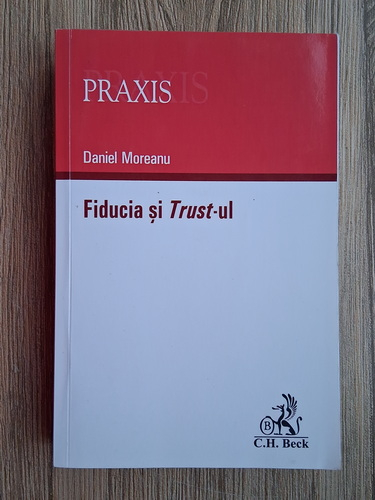 PRAXIS
Daniel Moreanu
Fiducia și Trust-ul
B
C.H. Beck